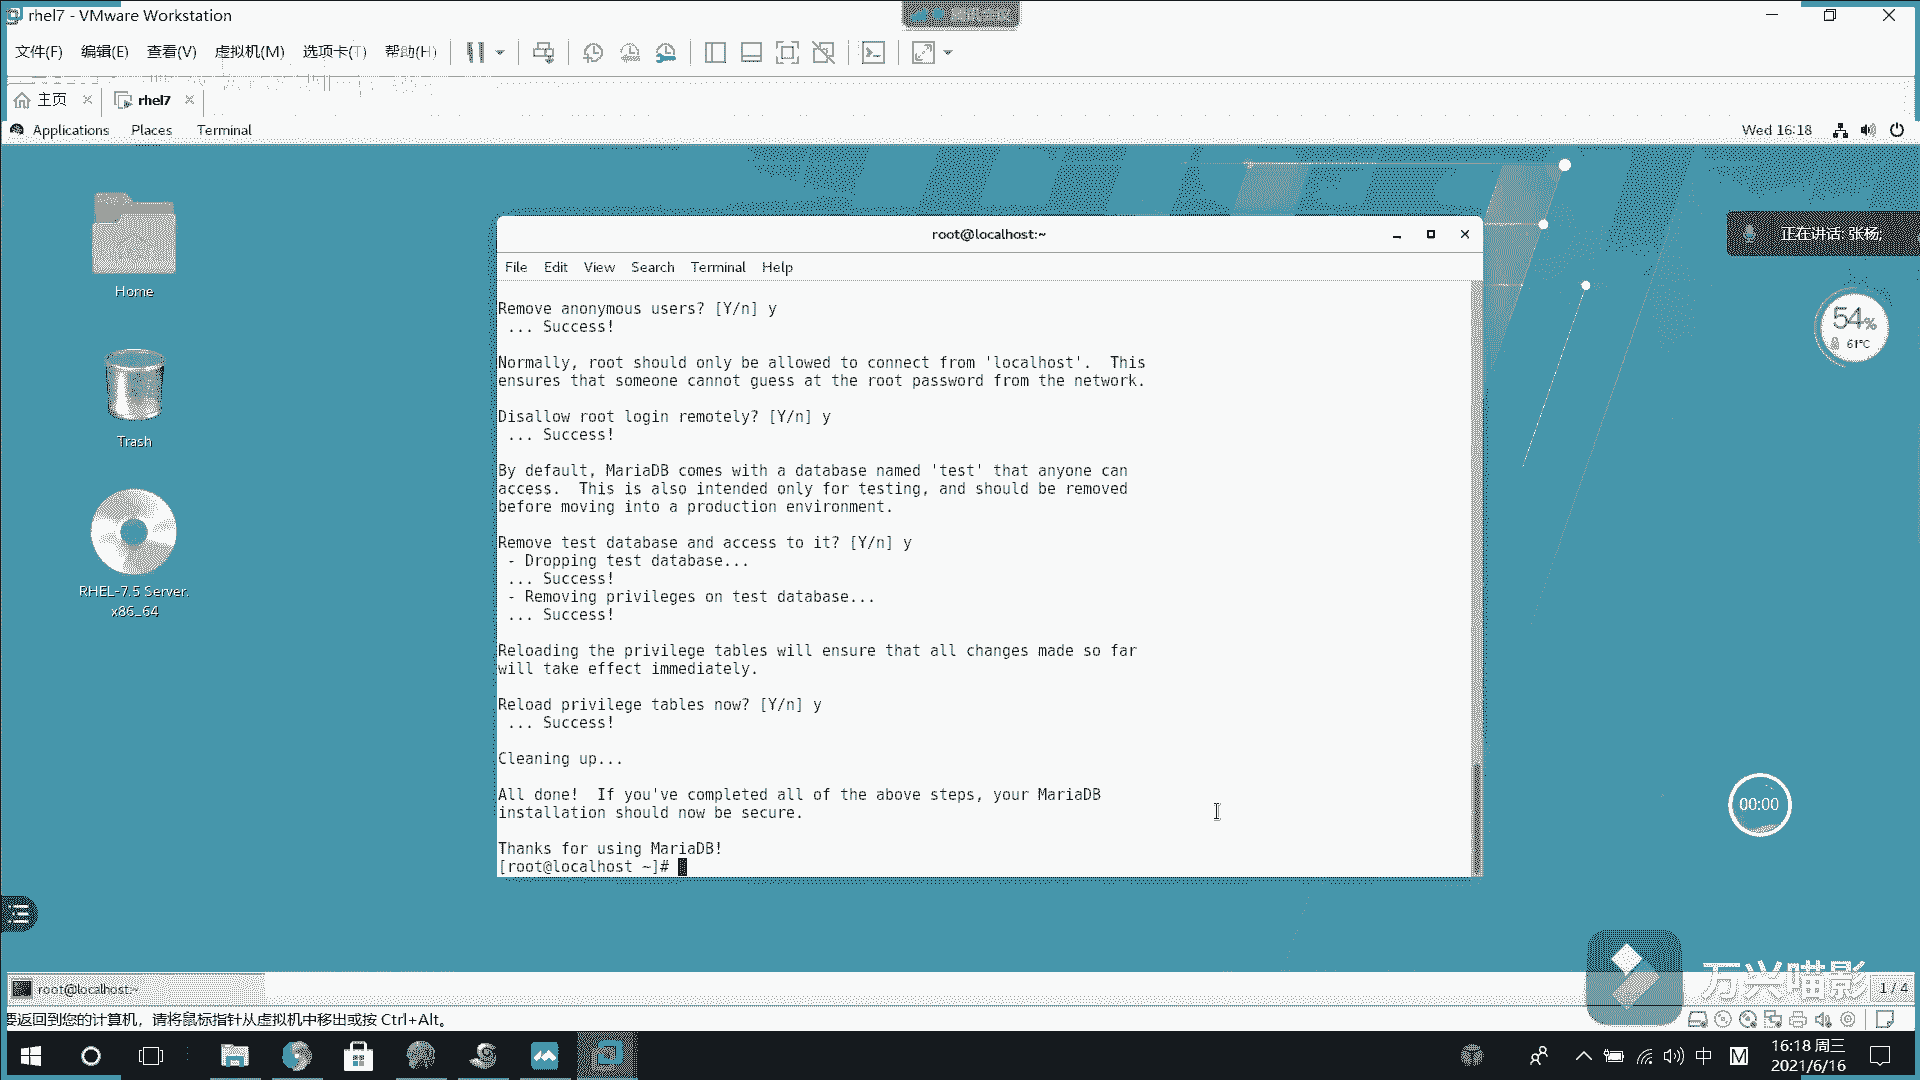 rhel7 - VMware Workstation
文件(F) 编辑(E) 查看(V) 虚拟机(M) 选项卡(T) 帮助(H)
主页 rhel7
Applications Places Terminal Wed 16:18
Home
Trash
RHEL-7.5 Server.
x86_64
root@localhost:~
File Edit View Search Terminal Help
Remove anonymous users? [Y/n] y
... Success!
Normally, root should only be allowed to connect from 'localhost'. This
ensures that someone cannot guess at the root password from the network.
Disallow root login remotely? [Y/n] y
... Success!
By default, MariaDB comes with a database named 'test' that anyone can
access. This is also intended only for testing, and should be removed
before moving into a production environment.
Remove test database and access to it? [Y/n] y
- Dropping test database...
... Success!
- Removing privileges on test database...
... Success!
Reloading the privilege tables will ensure that all changes made so far
will take effect immediately.
Reload privilege tables now? [Y/n] y
... Success!
Cleaning up...
All done! If you've completed all of the above steps, your MariaDB
installation should now be secure.
Thanks for using MariaDB!
[root@localhost ~]#
正在讲话: 张杨;
54%
61°C
00:00
万兴喵影
root@localhost:~
1 / 4
要返回到您的计算机，请将鼠标指针从虚拟机中移出或按 Ctrl+Alt。
中 M
16:18 周三
2021/6/16